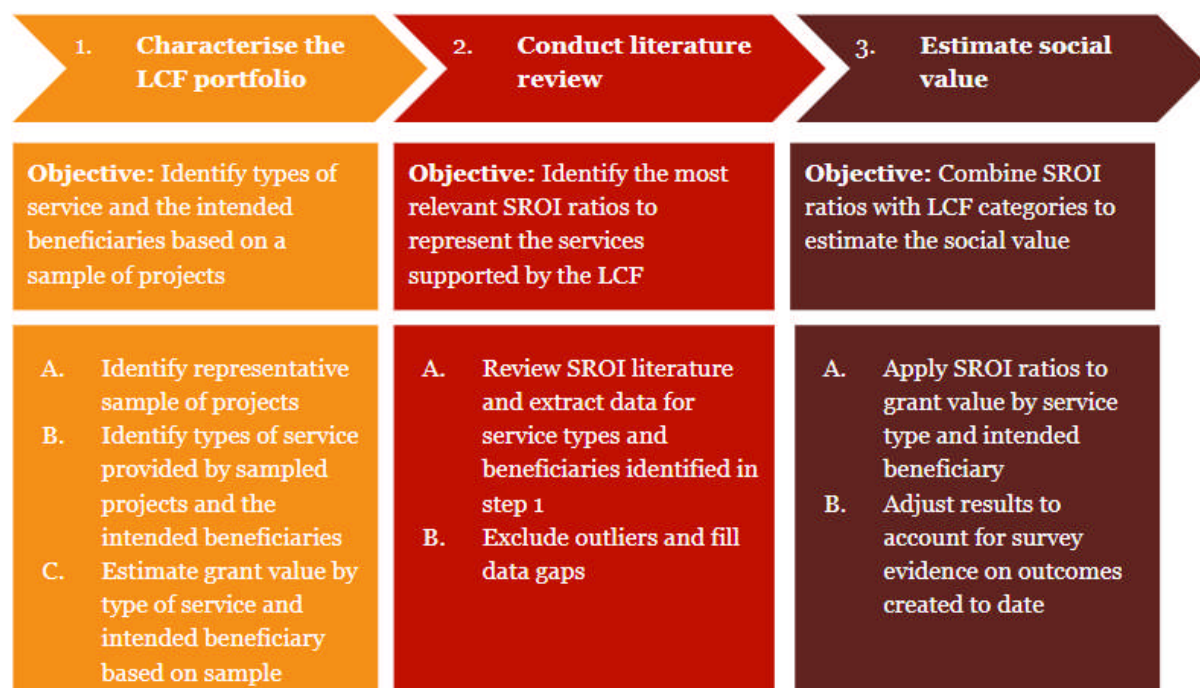 1. Characterise the
LCF portfolio
2. Conduct literature
review
3. Estimate social
value
Objective: Identify types of
service and the intended
beneficiaries based on a
sample of projects
Objective: Identify the most
relevant SROI ratios to
represent the services
supported by the LCF
Objective: Combine SROI
ratios with LCF categories to
estimate the social value
A. Identify representative
sample of projects
B. Identify types of service
provided by sampled
projects and the
intended beneficiaries
C. Estimate grant value by
type of service and
intended beneficiary
based on sample
A. Review SROI literature
and extract data for
service types and
beneficiaries identified in
step 1
B. Exclude outliers and fill
data gaps
A. Apply SROI ratios to
grant value by service
type and intended
beneficiary
B. Adjust results to
account for survey
evidence on outcomes
created to date